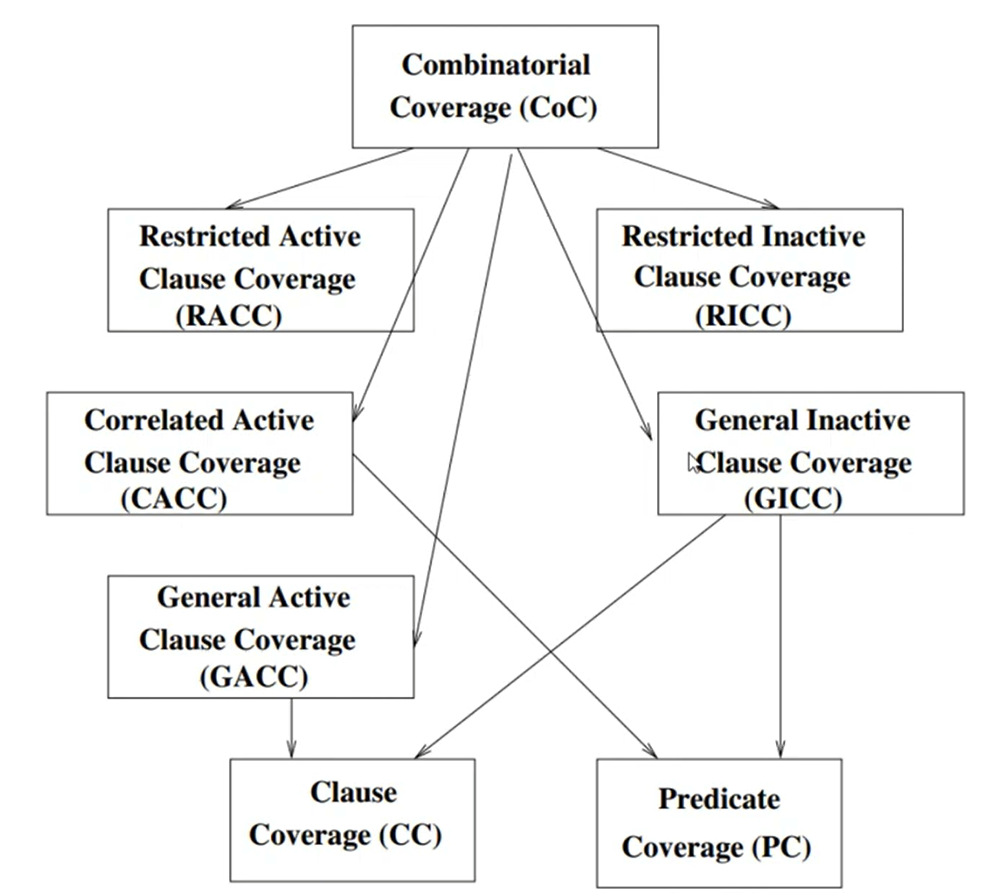 Combinatorial
Coverage (CoC)
Restricted Active
Clause Coverage
(RACC)
Restricted Inactive
Clause Coverage
(RICC)
Correlated Active
Clause Coverage
(CACC)
General Inactive
Clause Coverage
(GICC)
General Active
Clause Coverage
(GACC)
Clause
Coverage (CC)
Predicate
Coverage (PC)